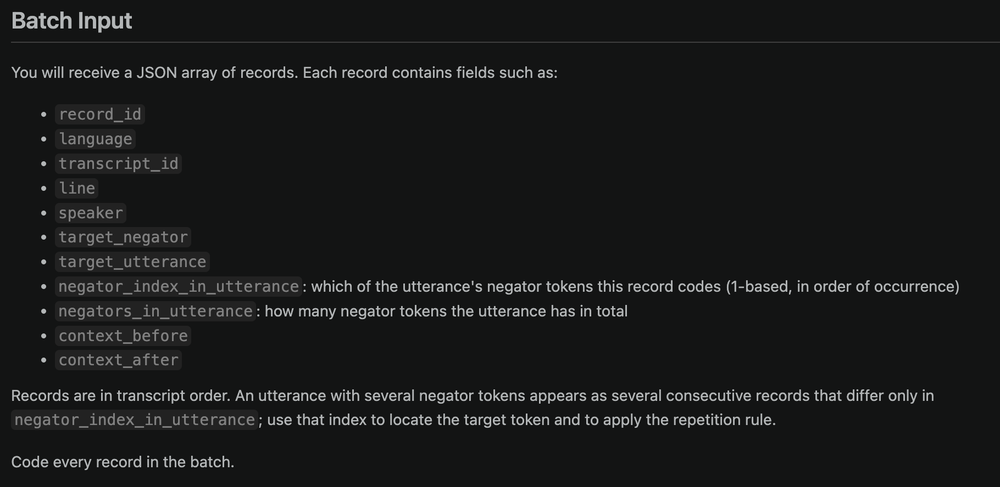 Batch Input
You will receive a JSON array of records. Each record contains fields such as:
• record_id
• language
• transcript_id
• line
• speaker
• target_negator
• target_utterance
• negator_index_in_utterance: which of the utterance's negator tokens this record codes (1-based, in order of occurrence)
• negators_in_utterance: how many negator tokens the utterance has in total
• context_before
• context_after
Records are in transcript order. An utterance with several negator tokens appears as several consecutive records that differ only in
negator_index_in_utterance; use that index to locate the target token and to apply the repetition rule.
Code every record in the batch.